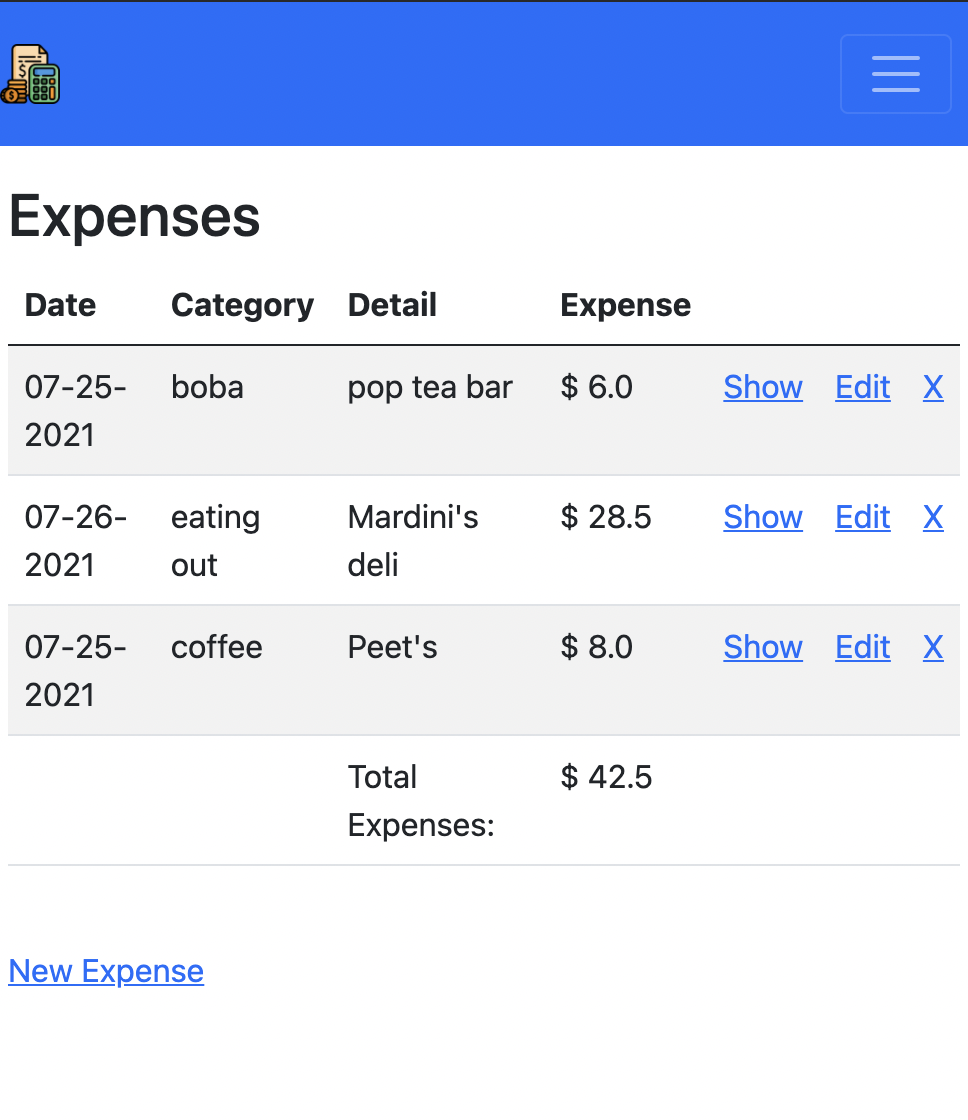 Expenses
Date Category Detail Expense
07-25- boba pop tea bar $ 6.0 Show Edit X
2021
07-26- eating Mardini's $ 28.5 Show Edit X
2021 out deli
07-25- coffee Peet's $ 8.0 Show Edit X
2021
Total $ 42.5
Expenses:
New Expense